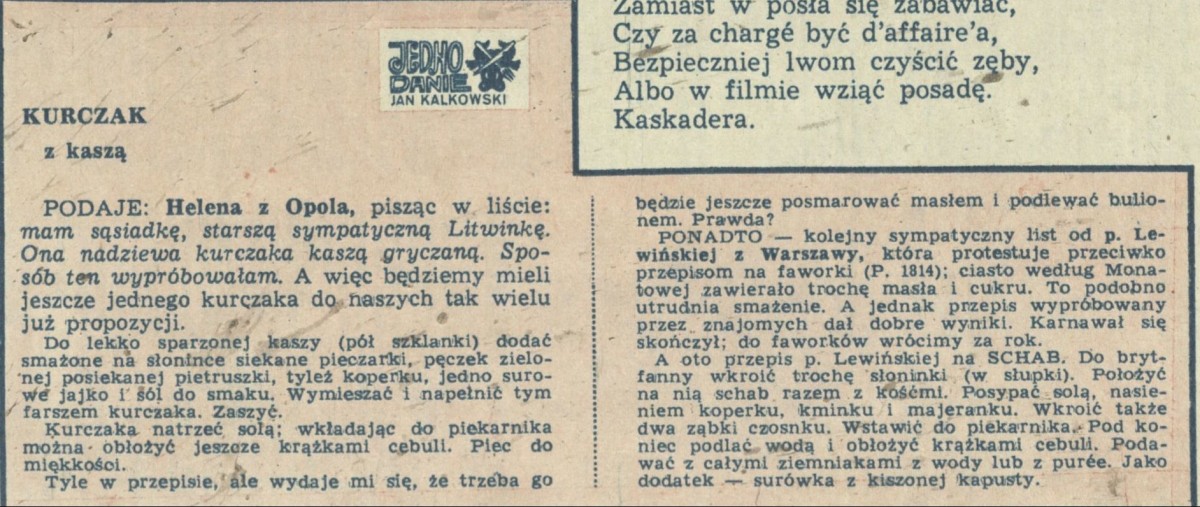 Zamiast w posła się zabawiać,
Czy za chargé być d'affaire'a,
Bezpieczniej lwom czyścić zęby,
Albo w filmie wziąć posadę.
Kaskadera.
JEDNO
DANIE
JAN KALKOWSKI
KURCZAK
z kaszą
PODAJE: Helena z Opola, pisząc w liście:
mam sąsiadkę, starszą sympatyczną Litwinkę.
Ona nadziewa kurczaka kaszą gryczaną. Spo-
sób ten wypróbowałam. A więc będziemy mieli
jeszcze jednego kurczaka do naszych tak wielu
już propozycji.
Do lekko sparzonej kaszy (pół szklanki) dodać
smażone na słonince siekane pieczarki, pęczek zielo-
nej posiekanej pietruszki, tyleż koperku, jedno suro-
we jajko i sól do smaku. Wymieszać i napełnić tym
farszem kurczaka. Zaszyć.
Kurczaka natrzeć solą; wkładając do piekarnika
można obłożyć jeszcze krążkami cebuli. Piec do
miękkości.
Tyle w przepisie, ale wydaje mi się, że trzeba go
będzie jeszcze posmarować masłem i podlewać bulio-
nem. Prawda?
PONADTO — kolejny sympatyczny list od p. Le-
wińskiej z Warszawy, która protestuje przeciwko
przepisom na faworki (P. 1814); ciasto według Mona-
towej zawierało trochę masła i cukru. To podobno
utrudnia smażenie. A jednak przepis wypróbowany
przez znajomych dał dobre wyniki. Karnawał się
skończył; do faworków wrócimy za rok.
A oto przepis p. Lewińskiej na SCHAB. Do bryt-
fanny wkroić trochę słoninki (w słupki). Położyć
na nią schab razem z kośćmi. Posypać solą, nasie-
niem koperku, kminku i majeranku. Wkroić także
dwa ząbki czosnku. Wstawić do piekarnika. Pod ko-
niec podlać wodą i obłożyć krążkami cebuli. Poda-
wać z całymi ziemniakami z wody lub z purée. Jako
dodatek — surówka z kiszonej kapusty.